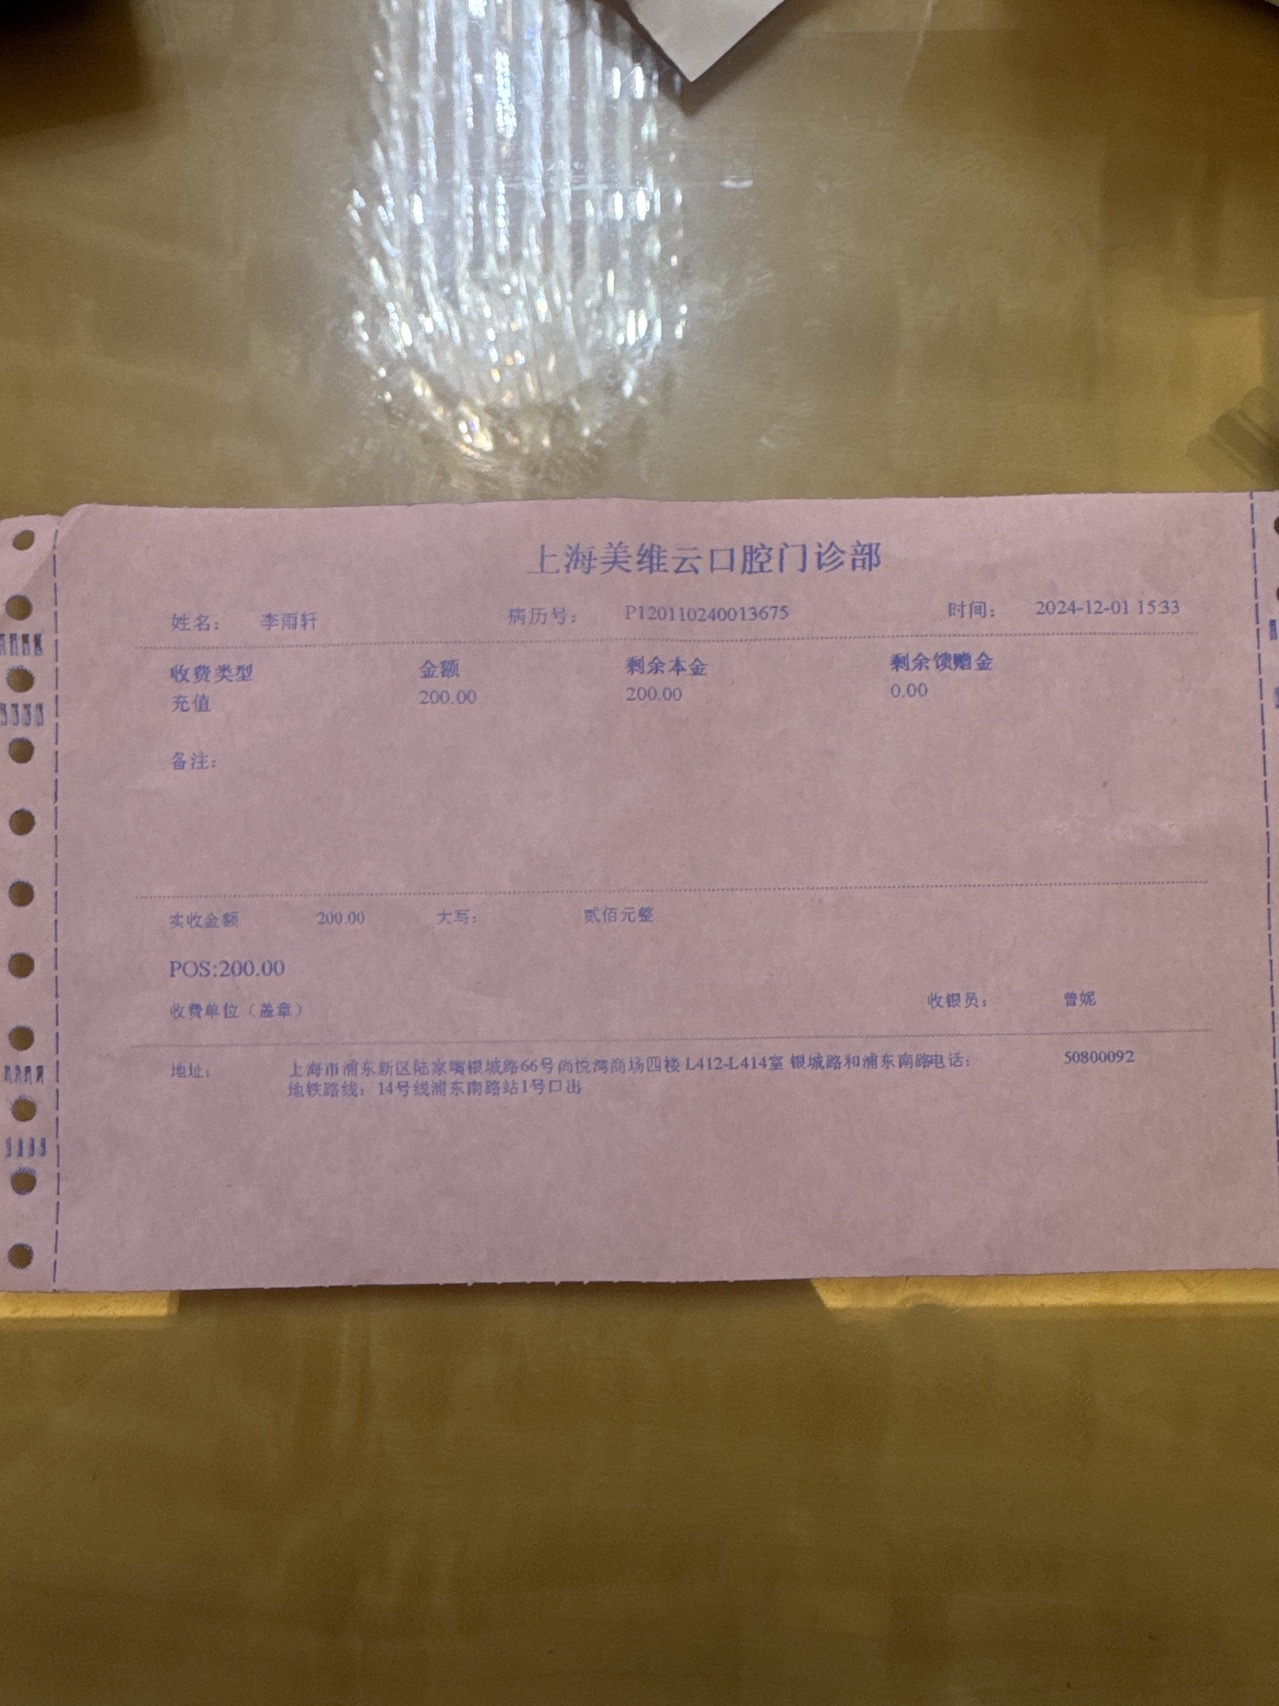 上海美维云口腔门诊部
姓名： 李雨轩 病历号： P120110240013675 时间： 2024-12-01 15:33
收费类型 金额 剩余本金 剩余馈赠金
充值 200.00 200.00 0.00
备注：
实收金额 200.00 大写： 贰佰元整
POS:200.00
收费单位（盖章） 收银员： 曾妮
地址： 上海市浦东新区陆家嘴银城路66号尚悦湾商场四楼 L412-L414室 银城路和浦东南路电话： 50800092
地铁路线：14号线浦东南路站1号口出